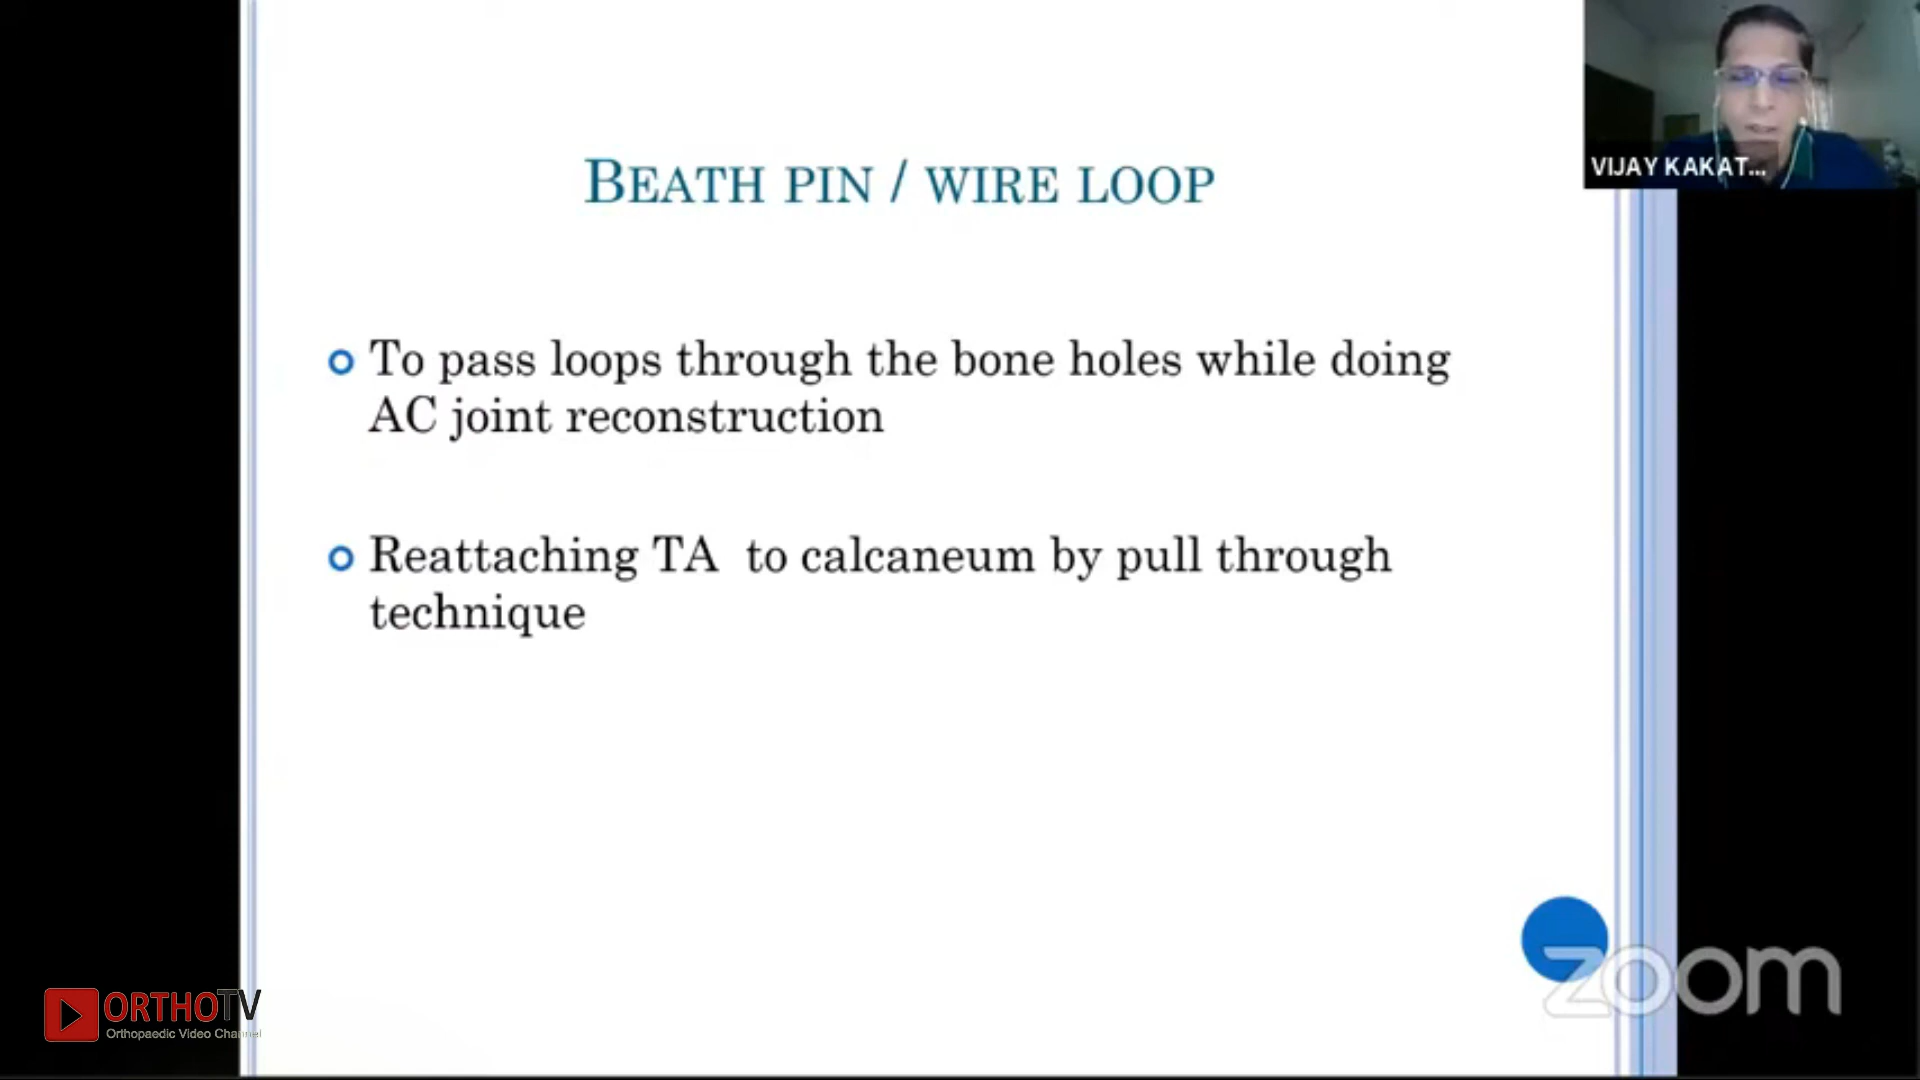 VIJAY KAKAT...
BEATH PIN / WIRE LOOP
To pass loops through the bone holes while doing
AC joint reconstruction
Reattaching TA to calcaneum by pull through
technique
zoom
ORTHOTV
Orthopaedic Video Channel